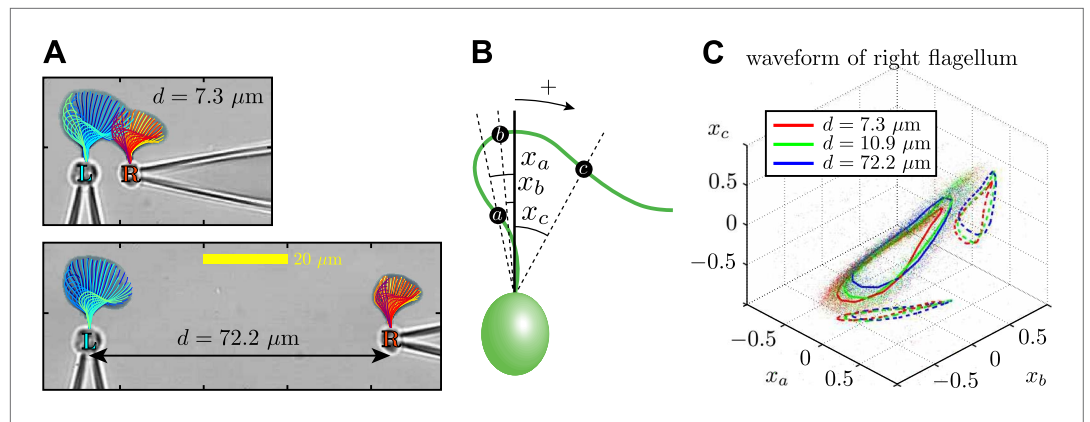 A
d = 7.3 μm
L R
20 μm
d = 72.2 μm
L R
B
+
b
x_a
c
x_b
a
x_c
C
waveform of right flagellum
d = 7.3 μm
d = 10.9 μm
d = 72.2 μm
x_c
0.5
0
−0.5
−0.5
0
0.5
x_a
−0.5
0
0.5
x_b